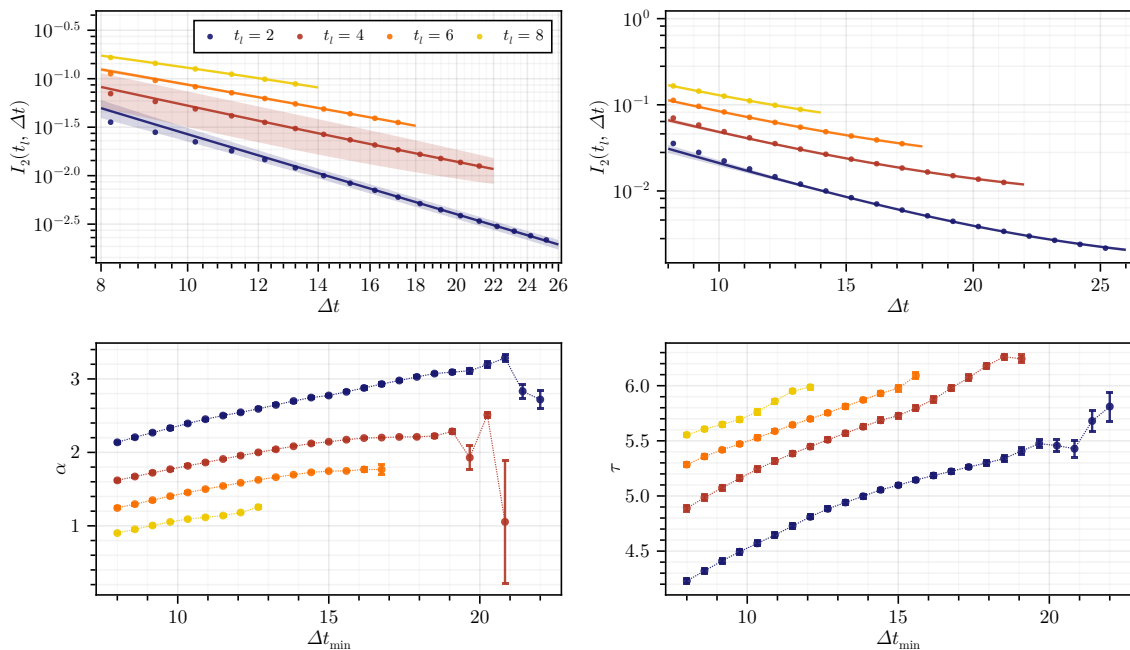 10^{-0.5}
10^{-1.0}
10^{-1.5}
10^{-2.0}
10^{-2.5}
I_2(t_l, Δt)
t_l = 2 t_l = 4 t_l = 6 t_l = 8
8 10 12 14 16 18 20 22 24 26
Δt
10^0
10^{-1}
10^{-2}
I_2(t_l, Δt)
10 15 20 25
Δt
3
2
1
α
10 15 20
Δt_min
6.0
5.5
5.0
4.5
τ
10 15 20
Δt_min